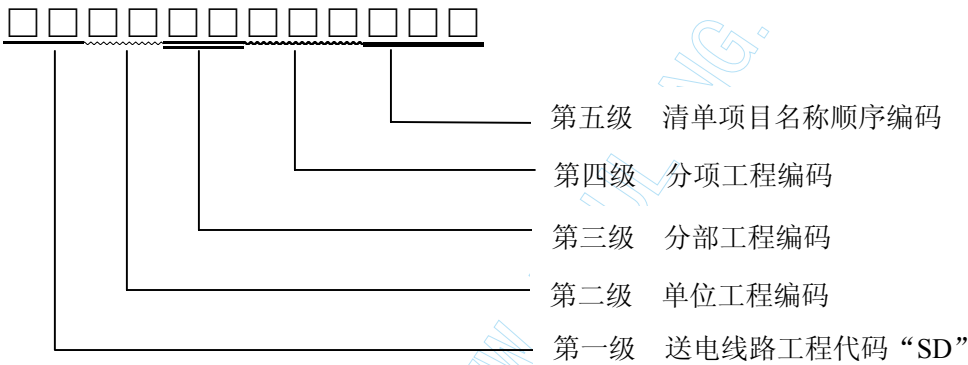 □□□□□□□□□□□□
第五级 清单项目名称顺序编码
第四级 分项工程编码
第三级 分部工程编码
第二级 单位工程编码
第一级 送电线路工程代码“SD”